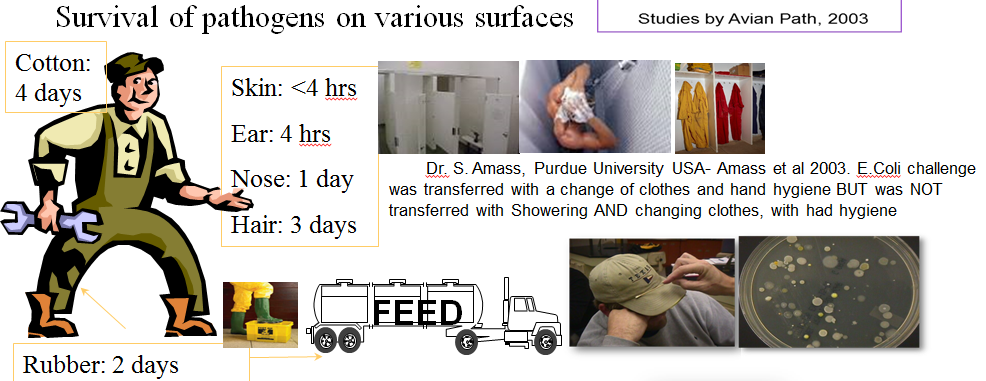 Survival of pathogens on various surfaces
Studies by Avian Path, 2003
Cotton:
4 days
Skin: <4 hrs
Ear: 4 hrs
Nose: 1 day
Hair: 3 days
Dr. S. Amass, Purdue University USA- Amass et al 2003. E.Coli challenge
was transferred with a change of clothes and hand hygiene BUT was NOT
transferred with Showering AND changing clothes, with had hygiene
FEED
Rubber: 2 days